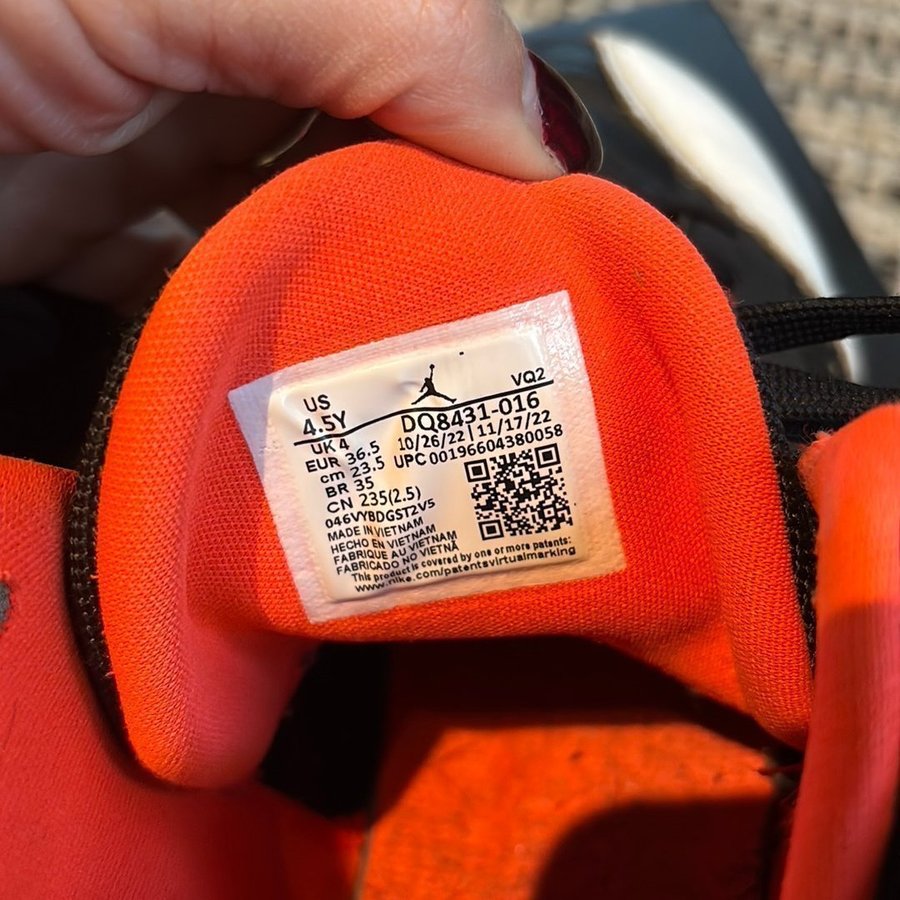 US
4.5Y
VQ2
UK 4
DQ8431-016
EUR 36.5
10/26/22 | 11/17/22
cm 23.5
UPC 00196604380058
BR 35
CN 235(2.5)
046VYBDGST2V5
MADE IN VIETNAM
HECHO EN VIETNAM
FABRIQUE AU VIETNAM
FABRICADO NO VIETNÃ
This product is covered by one or more patents:
www.nike.com/patentsvirtualmarking